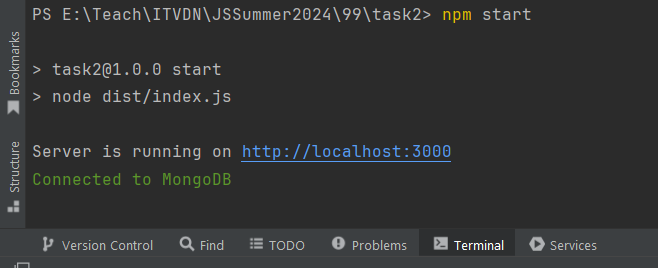 PS E:\Teach\ITVDN\JSSummer2024\99\task2> npm start
> task2@1.0.0 start
> node dist/index.js
Server is running on http://localhost:3000
Connected to MongoDB
Bookmarks
Structure
Version Control
Find
TODO
Problems
Terminal
Services